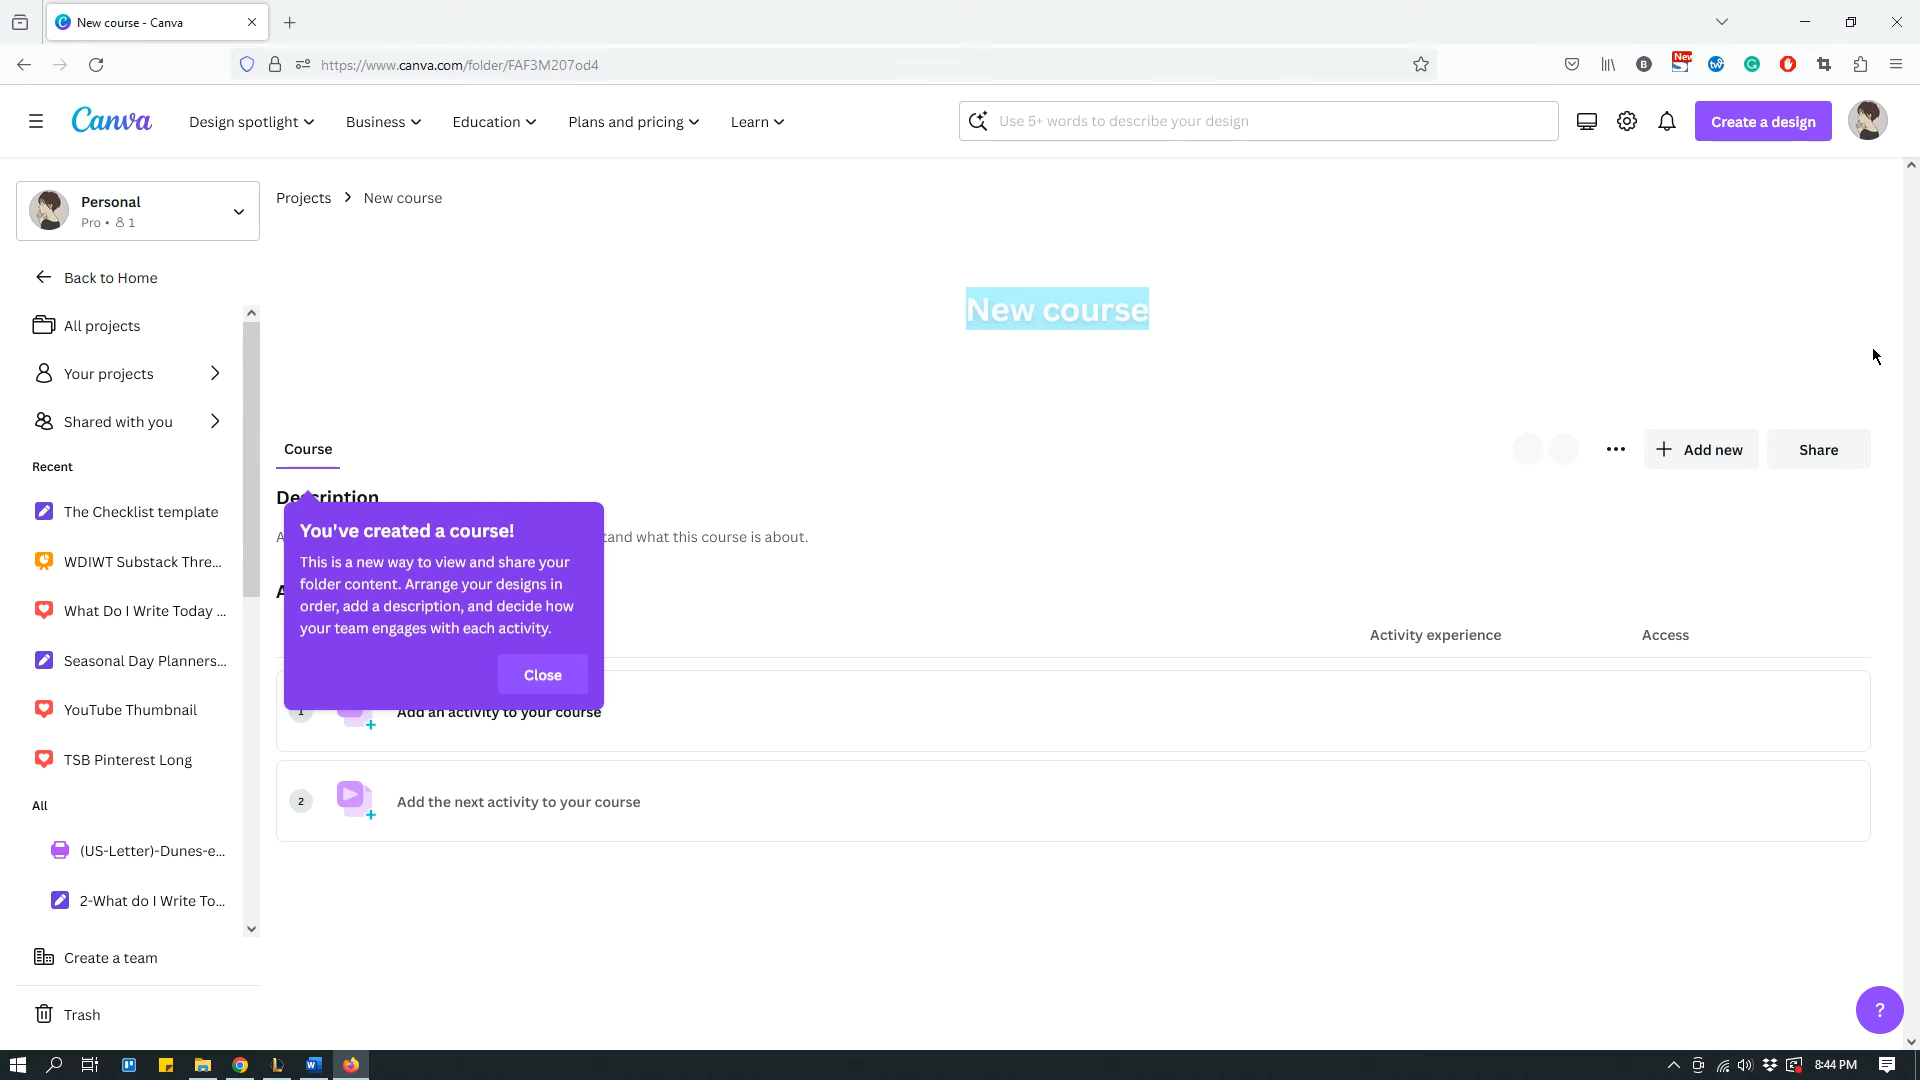 New course - Canva
https://www.canva.com/folder/FAF3M207od4
B
New
Canva
Design spotlight
Business
Education
Plans and pricing
Learn
Use 5+ words to describe your design
Create a design
Personal
Pro • 1
Projects > New course
Back to Home
New course
All projects
Your projects
Shared with you
Course
Add new
Share
Recent
Description
The Checklist template
You've created a course!
tand what this course is about.
This is a new way to view and share your
folder content. Arrange your designs in
order, add a description, and decide how
your team engages with each activity.
Close
WDIWT Substack Thre...
What Do I Write Today ...
Activity experience
Access
Seasonal Day Planners...
YouTube Thumbnail
1
Add an activity to your course
TSB Pinterest Long
All
2
Add the next activity to your course
(US-Letter)-Dunes-e...
2-What do I Write To...
Create a team
Trash
?
8:44 PM